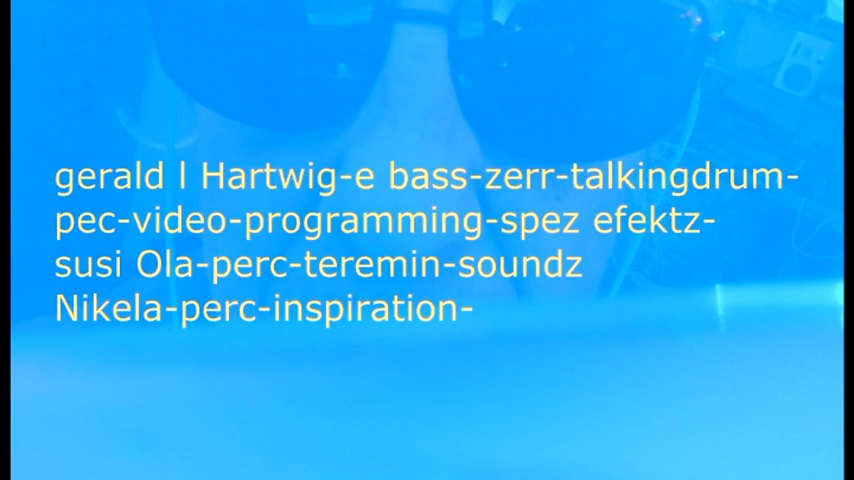 gerald l Hartwig-e bass-zerr-talkingdrum-
pec-video-programming-spez efektz-
susi Ola-perc-teremin-soundz
Nikela-perc-inspiration-